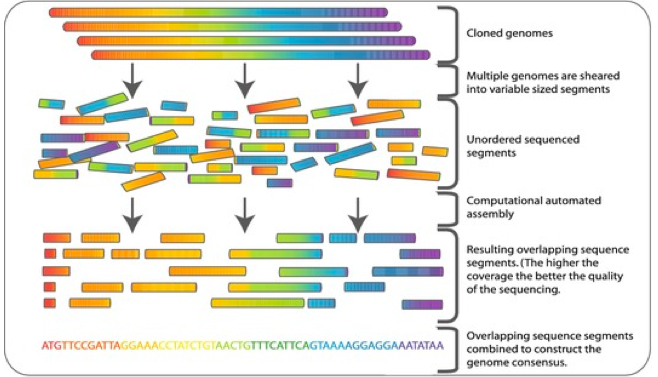 Cloned genomes
Multiple genomes are sheared
into variable sized segments
Unordered sequenced
segments
Computational automated
assembly
Resulting overlapping sequence
segments. (The higher the
coverage the better the quality
of the sequencing.
ATGTTCCGATTAGGAAACCTATCTGTAACTGTTTCATTCAGTAAAAGGAGGAAATATAA
Overlapping sequence segments
combined to construct the
genome consensus.